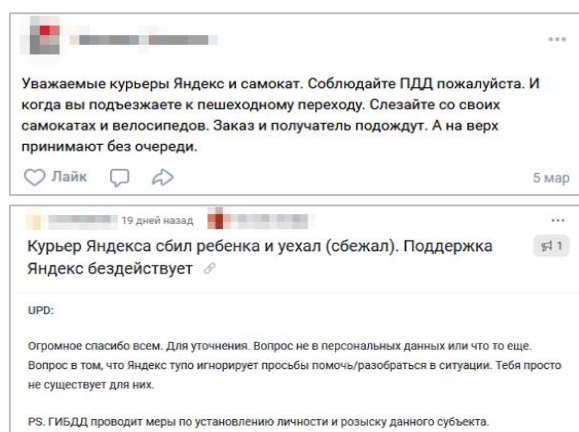 Уважаемые курьеры Яндекс и самокат. Соблюдайте ПДД пожалуйста. И
когда вы подъезжаете к пешеходному переходу. Слезайте со своих
самокатах и велосипедов. Заказ и получатель подождут. А на верх
принимают без очереди.
Лайк
5 мар
19 дней назад
Курьер Яндекса сбил ребенка и уехал (сбежал). Поддержка
Яндекс бездействует
1
UPD:
Огромное спасибо всем. Для уточнения. Вопрос не в персональных данных или что то еще.
Вопрос в том, что Яндекс тупо игнорирует просьбы помочь/разобраться в ситуации. Тебя просто
не существует для них.
PS. ГИБДД проводит меры по установлению личности и розыску данного субъекта.